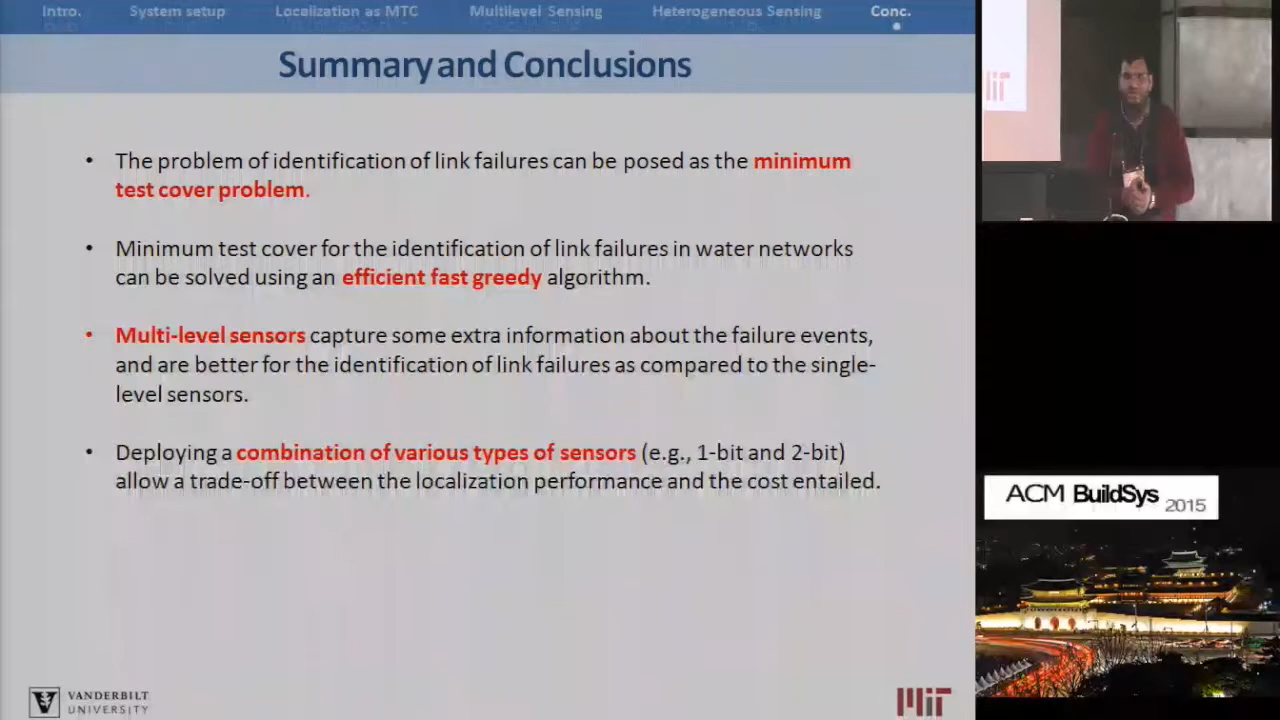 Intro. System setup Localization as MTC Multilevel Sensing Heterogeneous Sensing Conc.
Summary and Conclusions
• The problem of identification of link failures can be posed as the minimum
test cover problem.
• Minimum test cover for the identification of link failures in water networks
can be solved using an efficient fast greedy algorithm.
• Multi-level sensors capture some extra information about the failure events,
and are better for the identification of link failures as compared to the single-
level sensors.
• Deploying a combination of various types of sensors (e.g., 1-bit and 2-bit)
allow a trade-off between the localization performance and the cost entailed.
VANDERBILT
UNIVERSITY
MIT
ACM BuildSys 2015